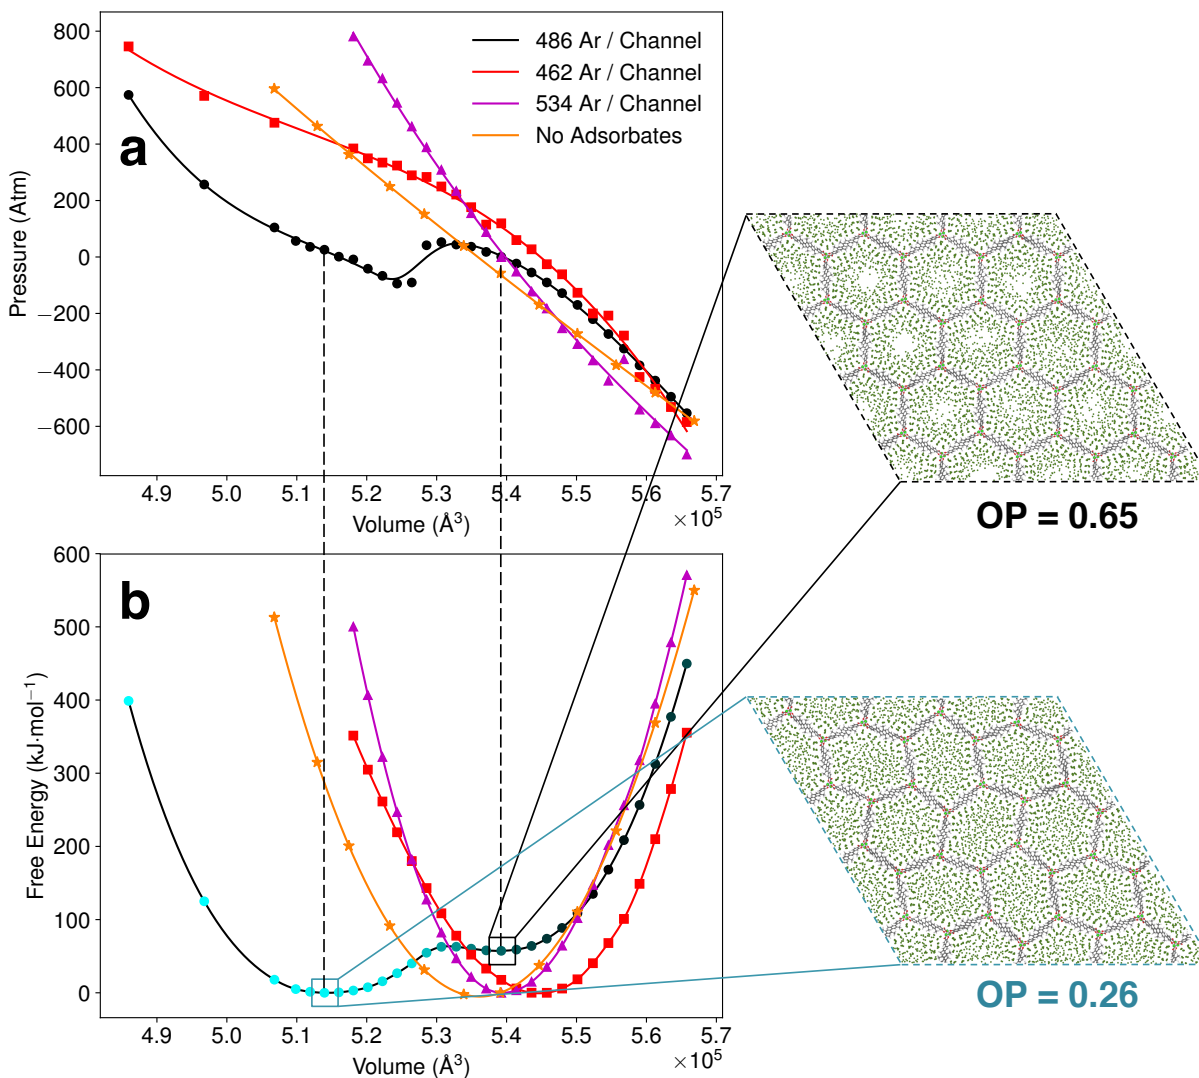 800
600
400
200
0
−200
−400
−600
Pressure (Atm)
a
486 Ar / Channel
462 Ar / Channel
534 Ar / Channel
No Adsorbates
4.9 5.0 5.1 5.2 5.3 5.4 5.5 5.6 5.7
×10⁵
Volume (Å³)
OP = 0.65
600
500
400
300
200
100
0
Free Energy (kJ·mol⁻¹)
b
4.9 5.0 5.1 5.2 5.3 5.4 5.5 5.6 5.7
×10⁵
Volume (Å³)
OP = 0.26